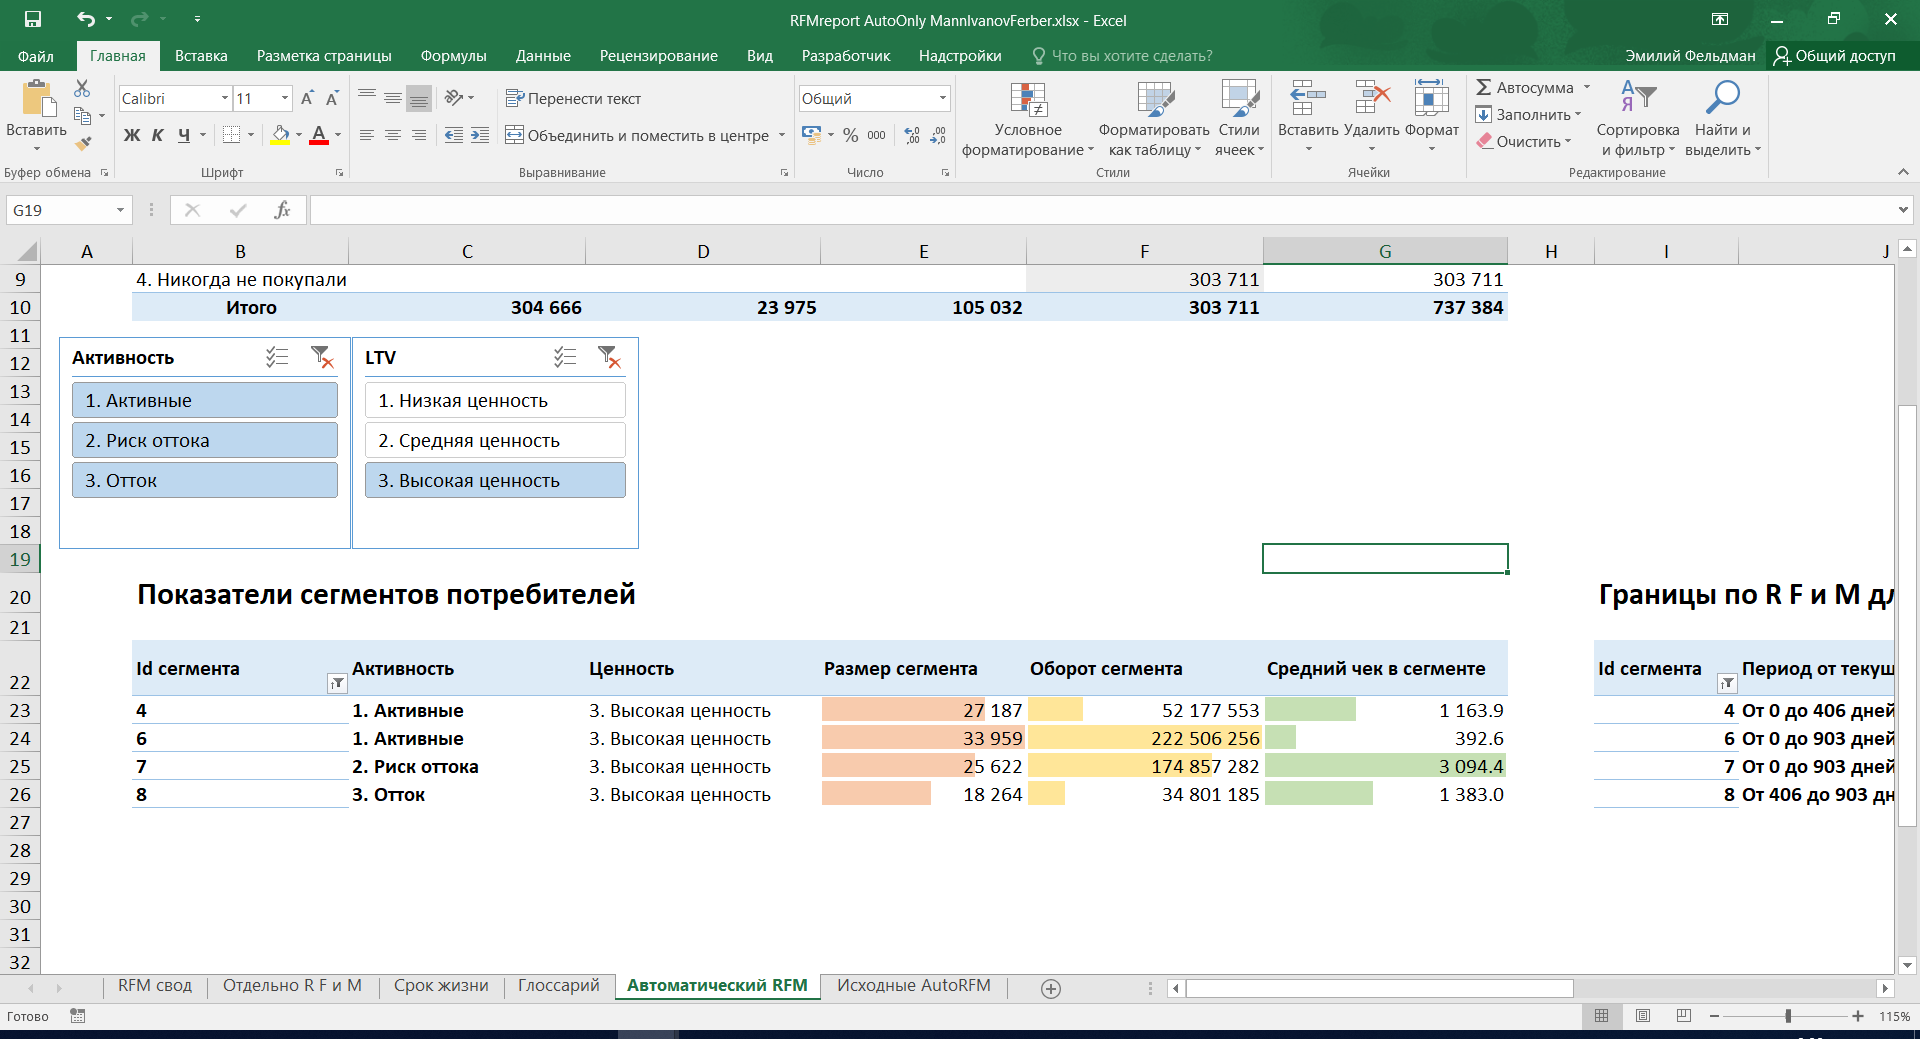 RFMreport AutoOnly MannIvanovFerber.xlsx - Excel
Файл Главная Вставка Разметка страницы Формулы Данные Рецензирование Вид Разработчик Надстройки Что вы хотите сделать? Эмилий Фельдман Общий доступ
Вставить
Calibri 11
Ж К Ч А
Перенести текст
Объединить и поместить в центре
Общий
% 000
Условное форматирование
Форматировать как таблицу
Стили ячеек
Вставить Удалить Формат
Автосумма
Заполнить
Очистить
Сортировка и фильтр
Найти и выделить
Буфер обмена Шрифт Выравнивание Число Стили Ячейки Редактирование
G19 fx
A B C D E F G H I J
9 4. Никогда не покупали 303 711 303 711
10 Итого 304 666 23 975 105 032 303 711 737 384
11
12 Активность LTV
13 1. Активные 1. Низкая ценность
14
15 2. Риск оттока 2. Средняя ценность
16 3. Отток 3. Высокая ценность
17
18
19
20 Показатели сегментов потребителей Границы по R F и M дл
21
22 Id сегмента Активность Ценность Размер сегмента Оборот сегмента Средний чек в сегменте Id сегмента Период от текущ
23 4 1. Активные 3. Высокая ценность 27 187 52 177 553 1 163.9 4 От 0 до 406 дней
24 6 1. Активные 3. Высокая ценность 33 959 222 506 256 392.6 6 От 0 до 903 дней
25 7 2. Риск оттока 3. Высокая ценность 25 622 174 857 282 3 094.4 7 От 0 до 903 дней
26 8 3. Отток 3. Высокая ценность 18 264 34 801 185 1 383.0 8 От 406 до 903 дн
27
28
29
30
31
32
RFM свод Отдельно R F и M Срок жизни Глоссарий Автоматический RFM Исходные AutoRFM
Готово 115%